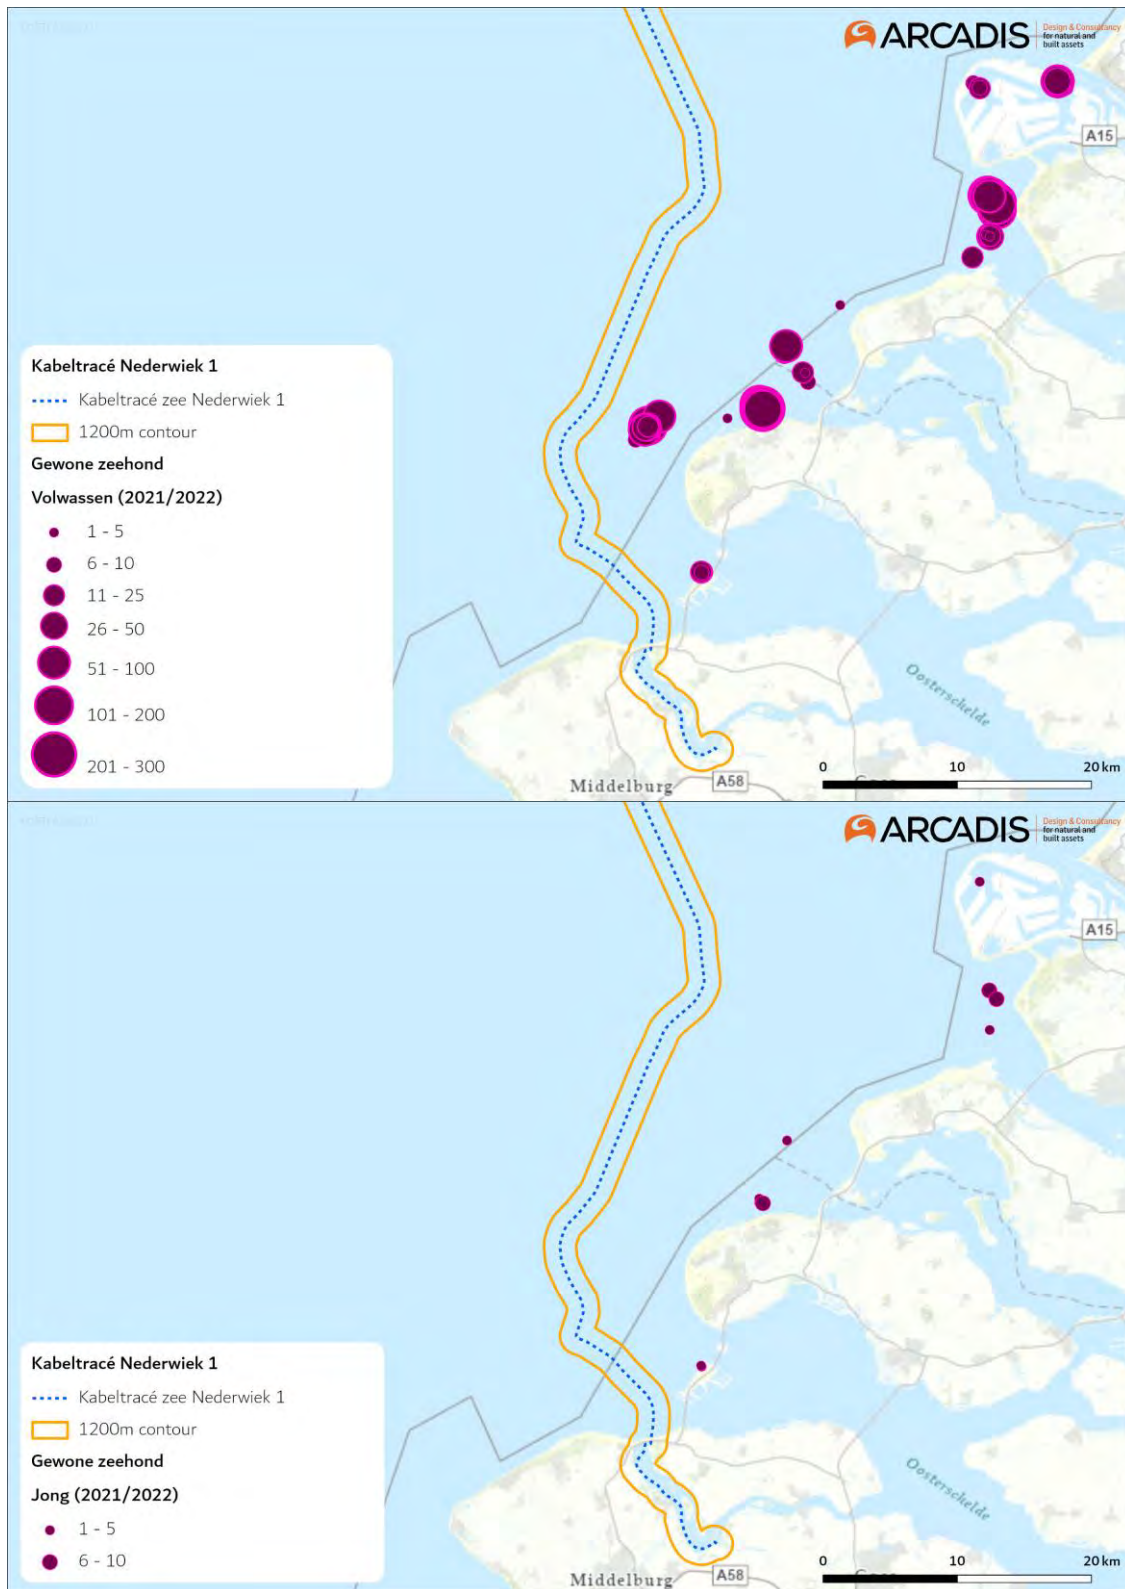 ARCADIS
Design & Consultancy
for natural and
built assets
A15
Kabeltracé Nederwiek 1
Kabeltracé zee Nederwiek 1
1200m contour
Gewone zeehond
Volwassen (2021/2022)
1 - 5
6 - 10
11 - 25
26 - 50
51 - 100
101 - 200
201 - 300
Oosterschelde
0 10 20 km
Middelburg
A58
ARCADIS
Design & Consultancy
for natural and
built assets
A15
Kabeltracé Nederwiek 1
Kabeltracé zee Nederwiek 1
1200m contour
Gewone zeehond
Jong (2021/2022)
1 - 5
6 - 10
Oosterschelde
0 10 20 km
Middelburg
A58